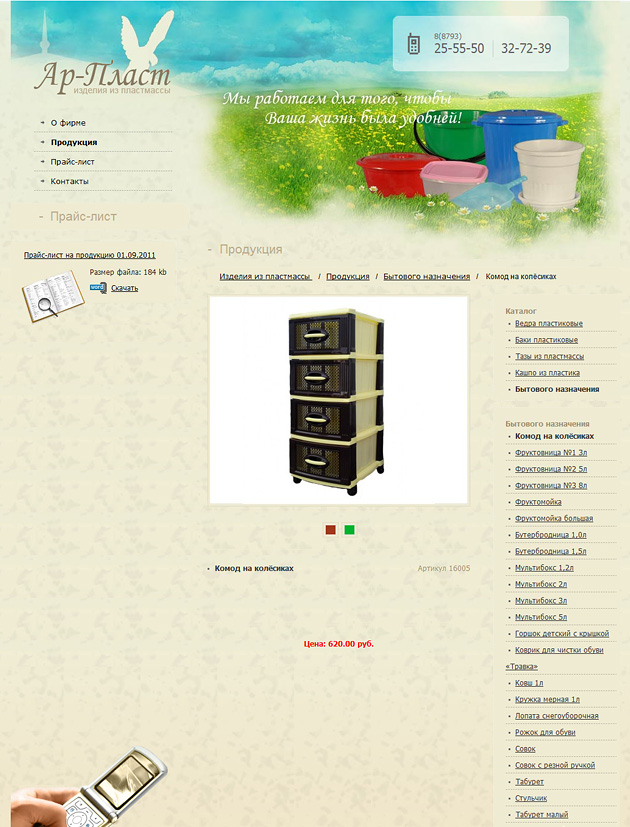 Ар-Пласт
изделия из пластмассы
8(8793)
25-55-50
32-72-39
Мы работаем для того, чтобы
Ваша жизнь была удобней!
О фирме
Продукция
Прайс-лист
Контакты
- Прайс-лист
Прайс-лист на продукцию 01.09.2011
Размер файла: 184 kb
word
Скачать
- Продукция
Изделия из пластмассы / Продукция / Бытового назначения / Комод на колёсиках
Комод на колёсиках
Артикул 16005
Цена: 620.00 руб.
Каталог
Ведра пластиковые
Баки пластиковые
Тазы из пластмассы
Кашпо из пластика
Бытового назначения
Бытового назначения
Комод на колёсиках
Фруктовница №1 3л
Фруктовница №2 5л
Фруктовница №3 8л
Фруктомойка
Фруктомойка большая
Бутербродница 1,0л
Бутербродница 1,5л
Мультибокс 1,2л
Мультибокс 2л
Мультибокс 3л
Мультибокс 5л
Горшок детский с крышкой
Коврик для чистки обуви
«Травка»
Ковш 1л
Кружка мерная 1л
Лопата снегоуборочная
Рожок для обуви
Совок
Совок с резной ручкой
Табурет
Стульчик
Табурет малый